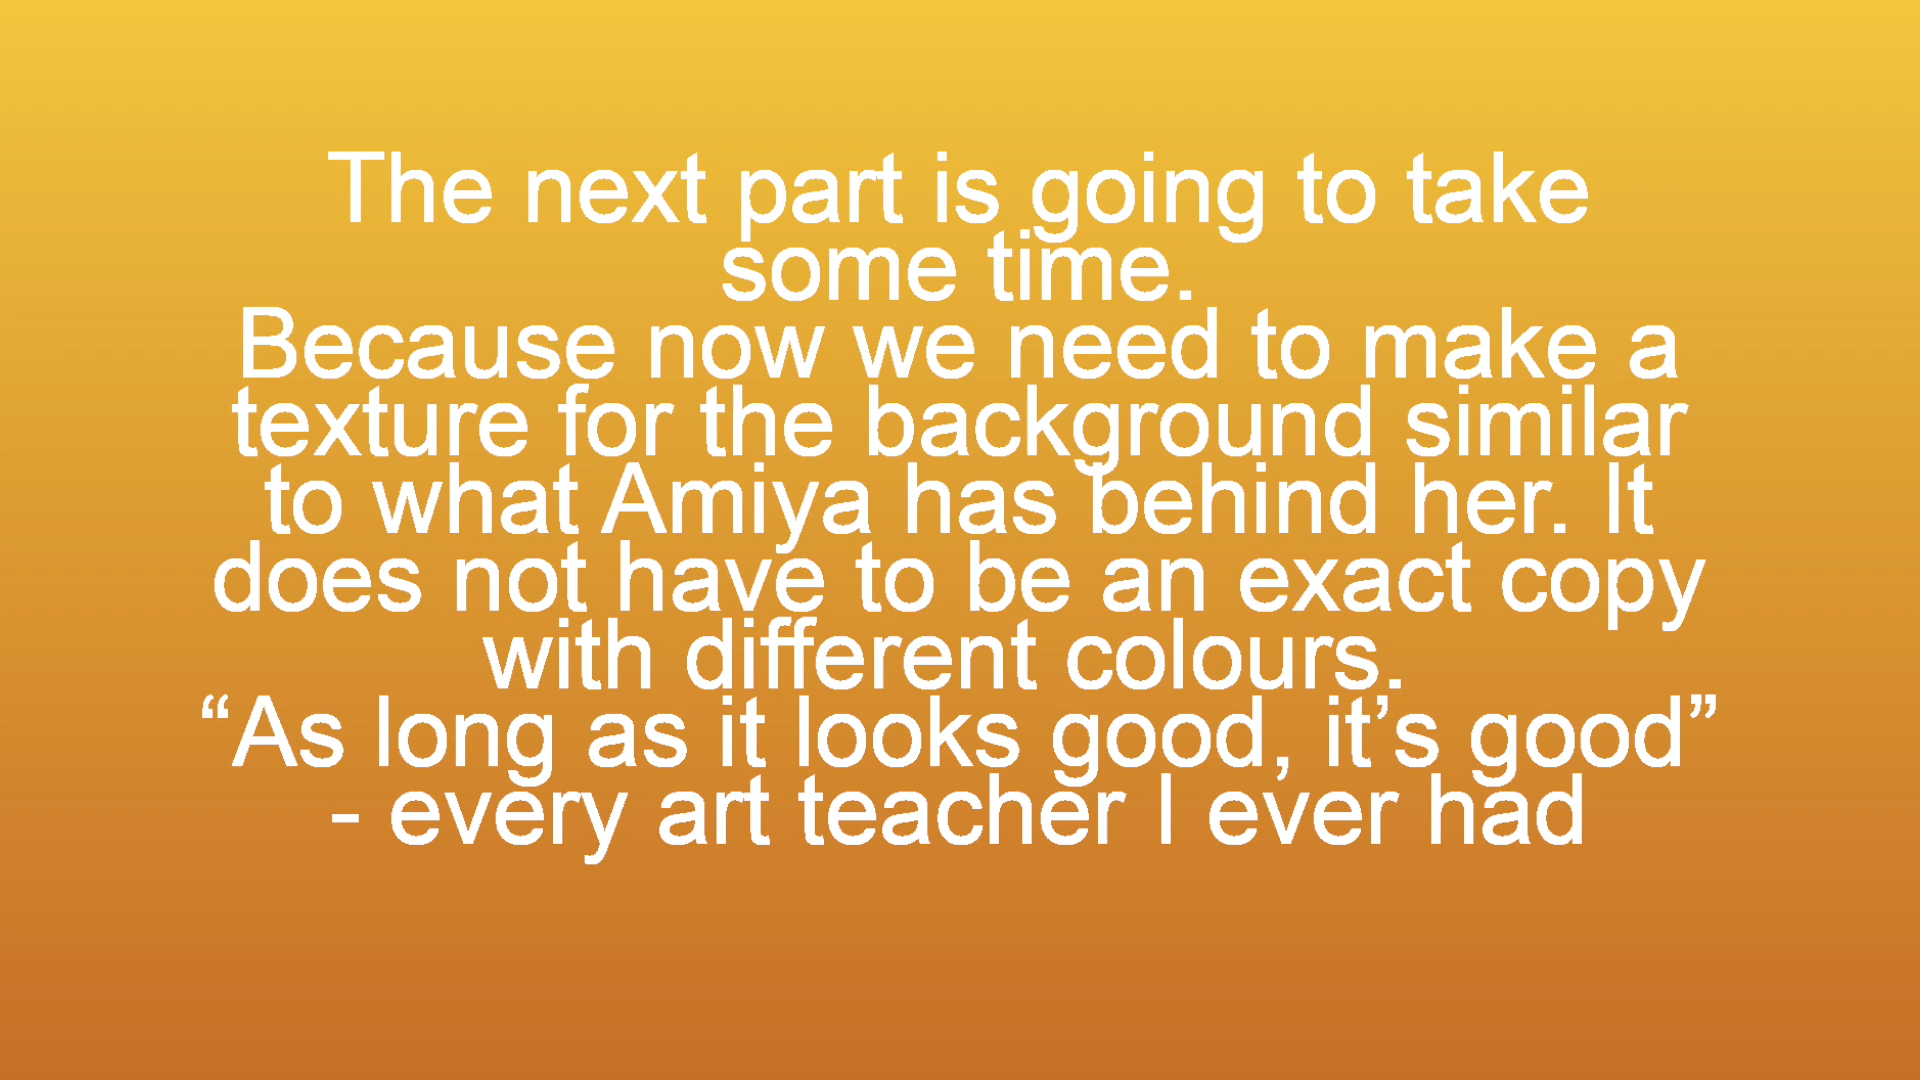 The next part is going to take
some time.
Because now we need to make a
texture for the background similar
to what Amiya has behind her. It
does not have to be an exact copy
with different colours.
“As long as it looks good, it’s good”
- every art teacher I ever had